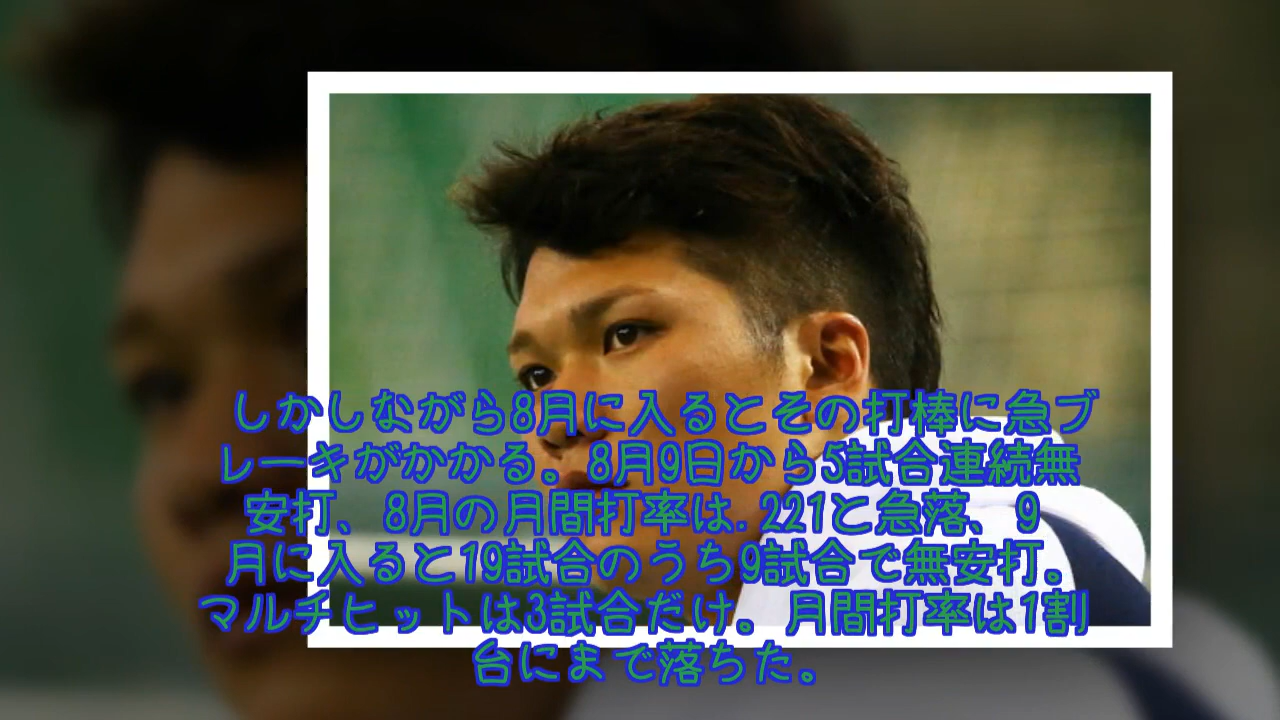 しかしながら8月に入るとその打棒に急ブ
レーキがかかる。8月9日から5試合連続無
安打、8月の月間打率は.221と急落、9
月に入ると19試合のうち9試合で無安打。
マルチヒットは3試合だけ。月間打率は1割
台にまで落ちた。